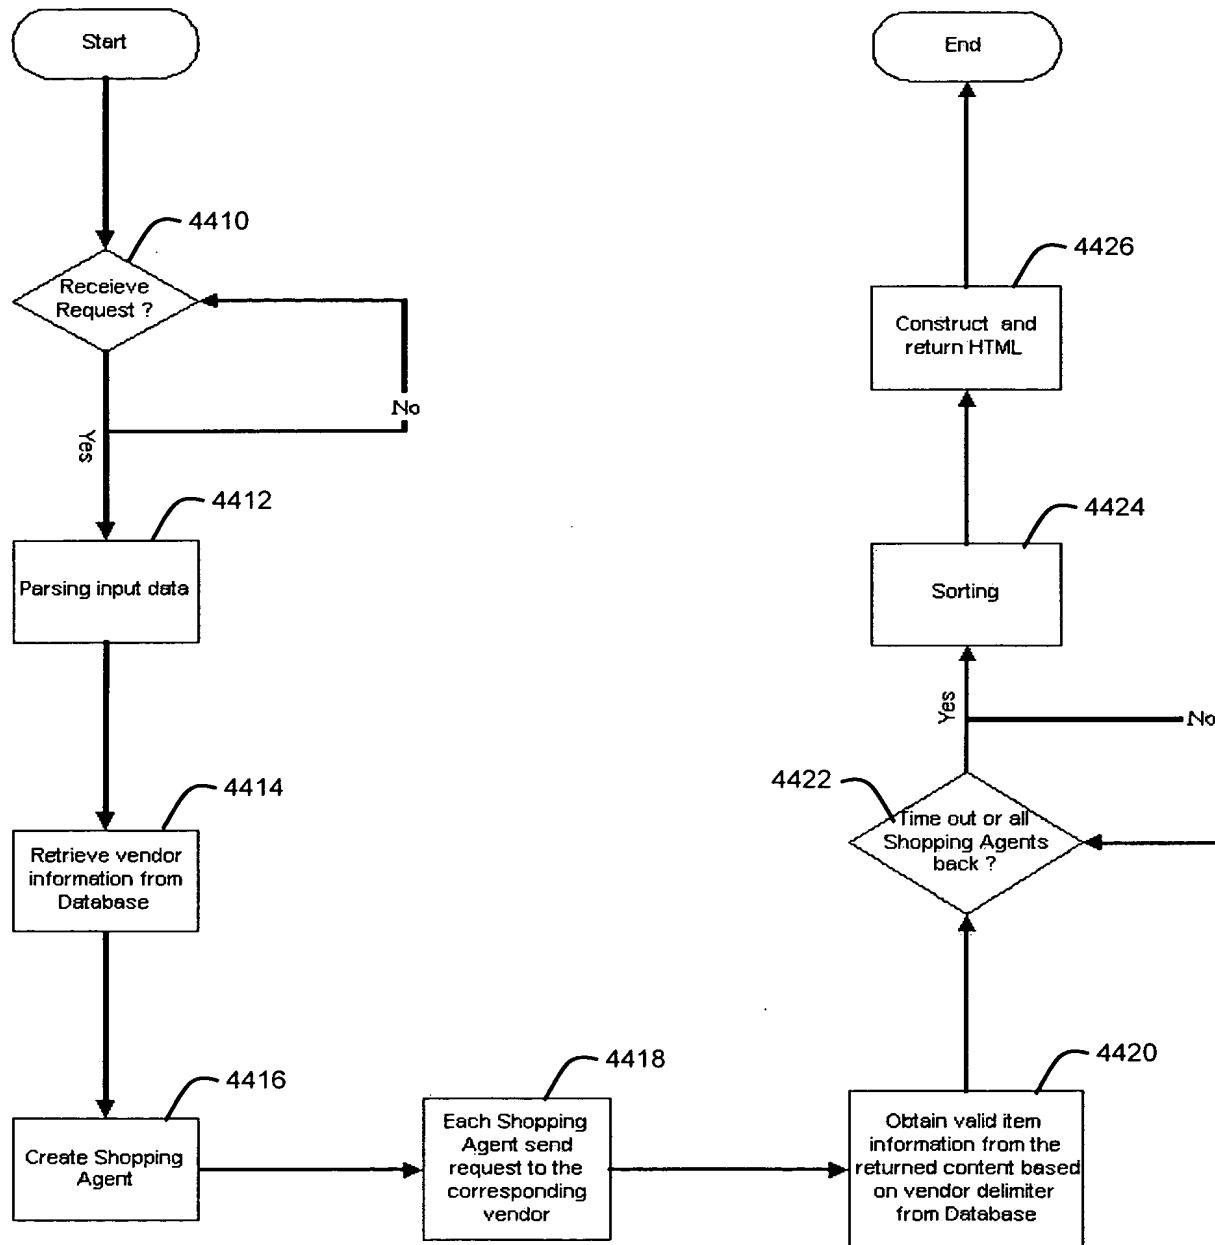 Start
4410
Receieve
Request ?
No
Yes
4412
Parsing input data
4414
Retrieve vendor
information from
Database
4416
Create Shopping
Agent
4418
Each Shopping
Agent send
request to the
corresponding
vendor
4420
Obtain valid item
information from the
returned content based
on vendor delimiter
from Database
4422
Time out or all
Shopping Agents
back ?
Yes
No
4424
Sorting
4426
Construct and
return HTML
End